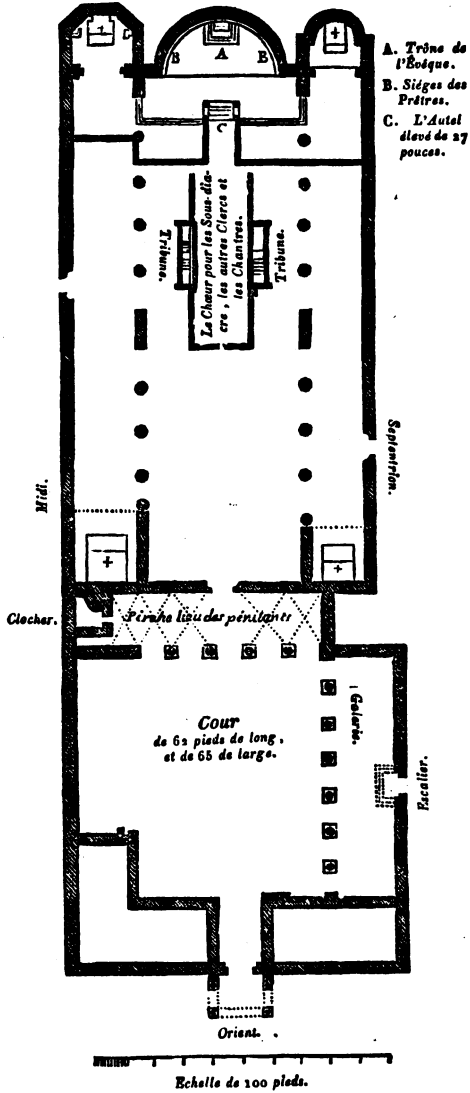 A. Trône de
l'Évêque.
B. Siéges des
Prêtres.
C. L'Autel
élevé de 27
pouces.
B
A
B
C
Le Chœur pour les Sous-dia-
cre, les autres Clercs et
les Chantres.
Tribune.
Tribune.
Septentrion.
Midi.
Clocher.
lieu des pénitents
Cour
de 62 pieds de long,
et de 65 de large.
Galerie.
Escalier.
Orient.
Echelle de 100 pieds.